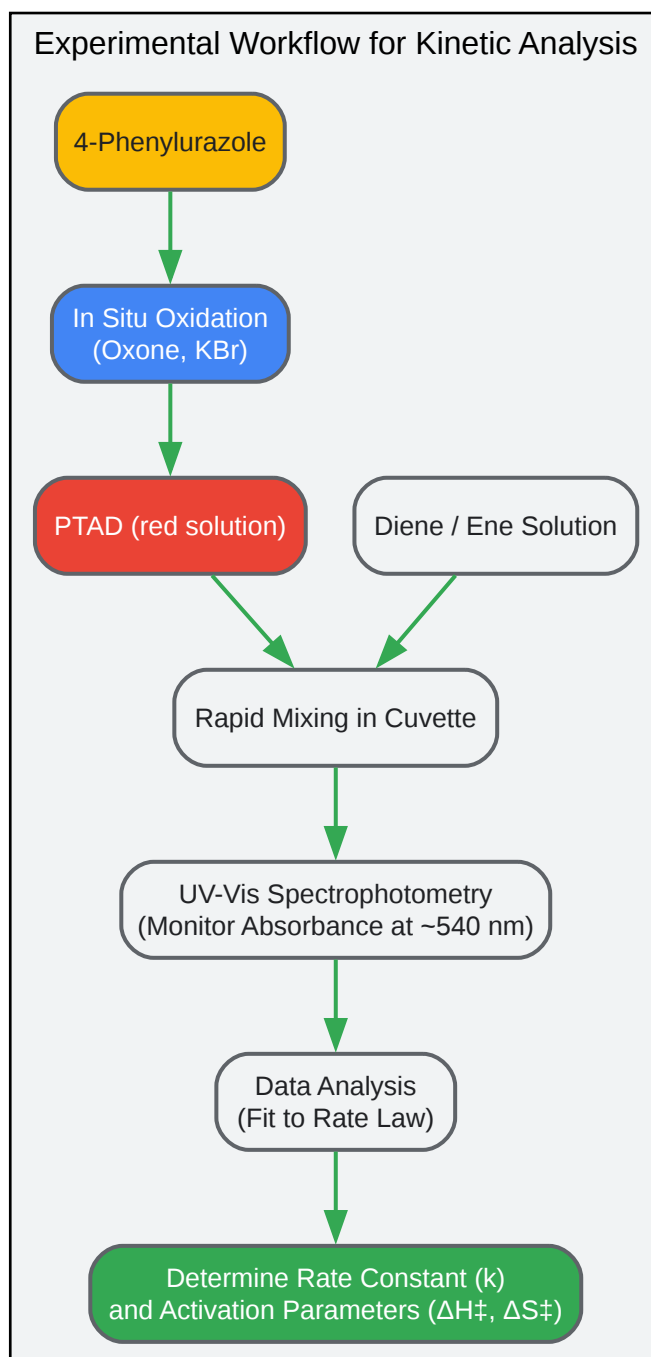 Experimental Workflow for Kinetic Analysis
4-Phenylurazole
In Situ Oxidation
(Oxone, KBr)
PTAD (red solution)
Diene / Ene Solution
Rapid Mixing in Cuvette
UV-Vis Spectrophotometry
(Monitor Absorbance at ~540 nm)
Data Analysis
(Fit to Rate Law)
Determine Rate Constant (k)
and Activation Parameters (ΔH‡, ΔS‡)